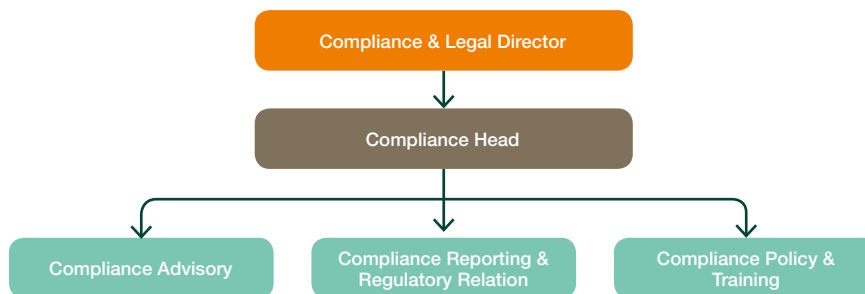 Compliance & Legal Director
Compliance Head
Compliance Advisory
Compliance Reporting &
Regulatory Relation
Compliance Policy &
Training